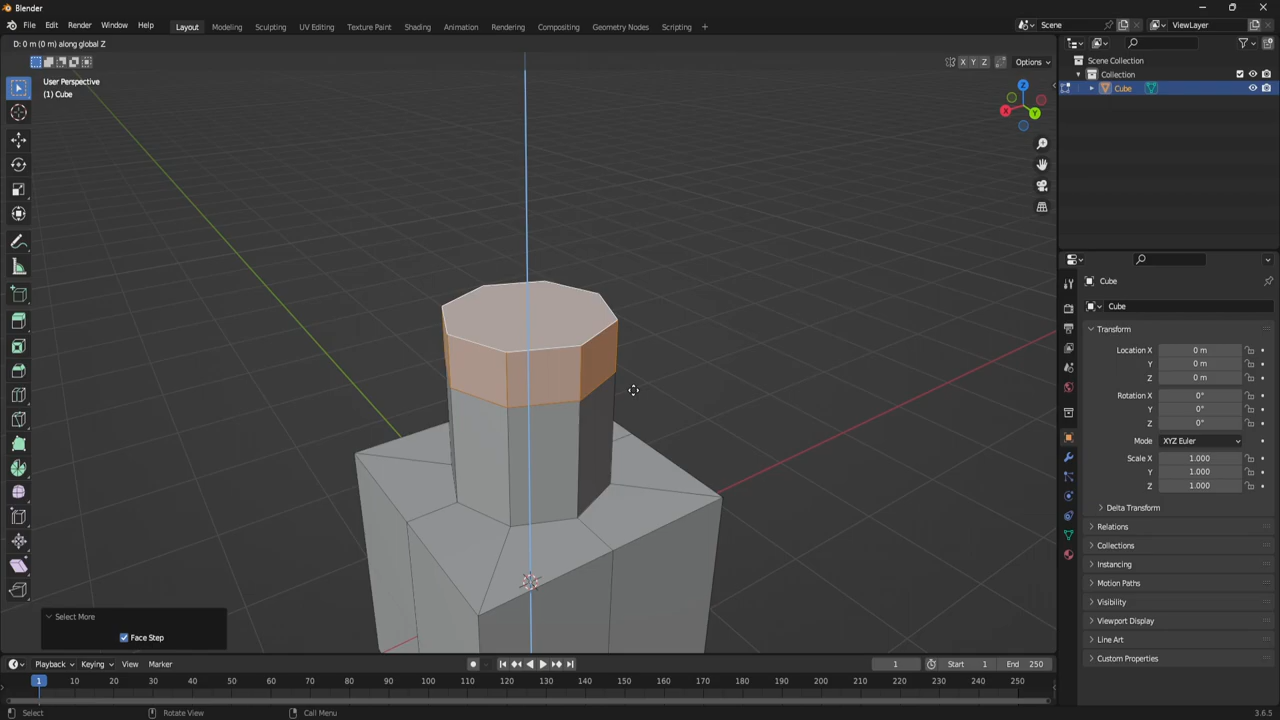 Blender
File Edit Render Window Help Layout Modeling Sculpting UV Editing Texture Paint Shading Animation Rendering Compositing Geometry Nodes Scripting + Scene ViewLayer
D: 0 m (0 m) along global Z
X Y Z Options
User Perspective
(1) Cube
Z
X
Y
Scene Collection
Collection
Cube
Cube
Cube
Transform
Location X 0 m
Y 0 m
Z 0 m
Rotation X 0°
Y 0°
Z 0°
Mode XYZ Euler
Scale X 1.000
Y 1.000
Z 1.000
Delta Transform
Relations
Collections
Instancing
Motion Paths
Visibility
Viewport Display
Line Art
Custom Properties
Select More
Face Step
Playback Keying View Marker 1 Start 1 End 250
1 10 20 30 40 50 60 70 80 90 100 110 120 130 140 150 160 170 180 190 200 210 220 230 240 250
Select Rotate View Call Menu 3.6.5